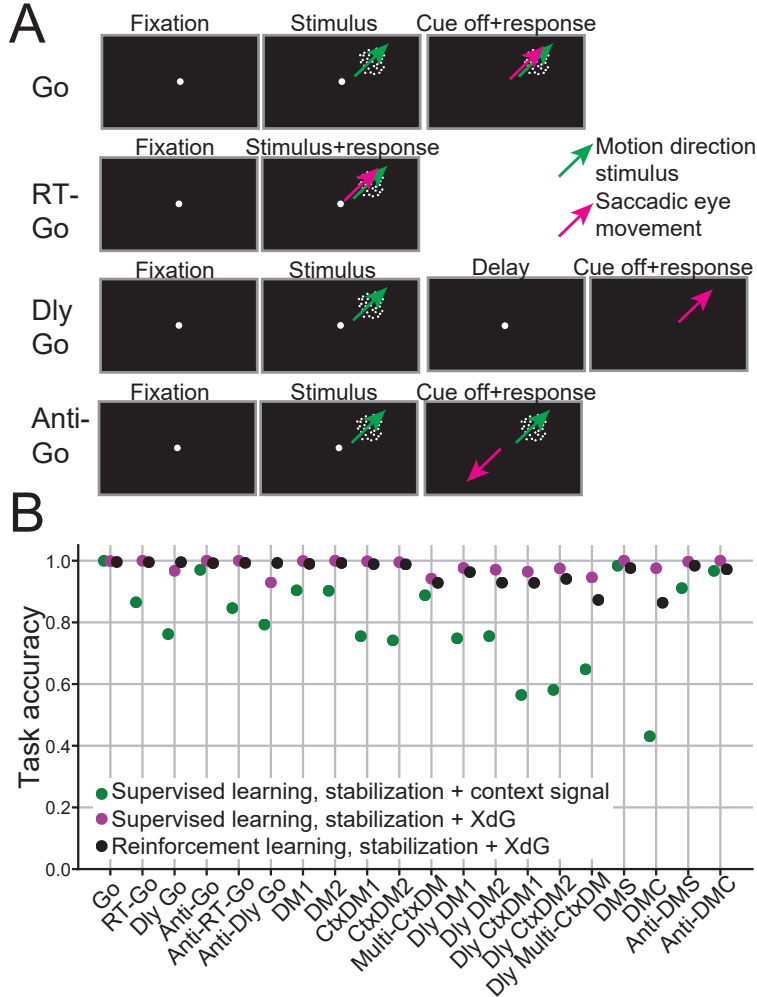 A
Fixation Stimulus Cue off+response
Go
Fixation Stimulus+response
Motion direction
stimulus
RT-
Go
Saccadic eye
movement
Fixation Stimulus Delay Cue off+response
Dly
Go
Fixation Stimulus Cue off+response
Anti-
Go
B
Task accuracy
1.0
0.8
0.6
0.4
0.2
0.0
Supervised learning, stabilization + context signal
Supervised learning, stabilization + XdG
Reinforcement learning, stabilization + XdG
Go
RT-Go
Dly Go
Anti-Go
Anti-RT-Go
Anti-Dly Go
DM1
DM2
CtxDM1
CtxDM2
Multi-CtxDM
Dly DM1
Dly DM2
Dly CtxDM1
Dly CtxDM2
Dly Multi-CtxDM
DMS
DMC
Anti-DMS
Anti-DMC